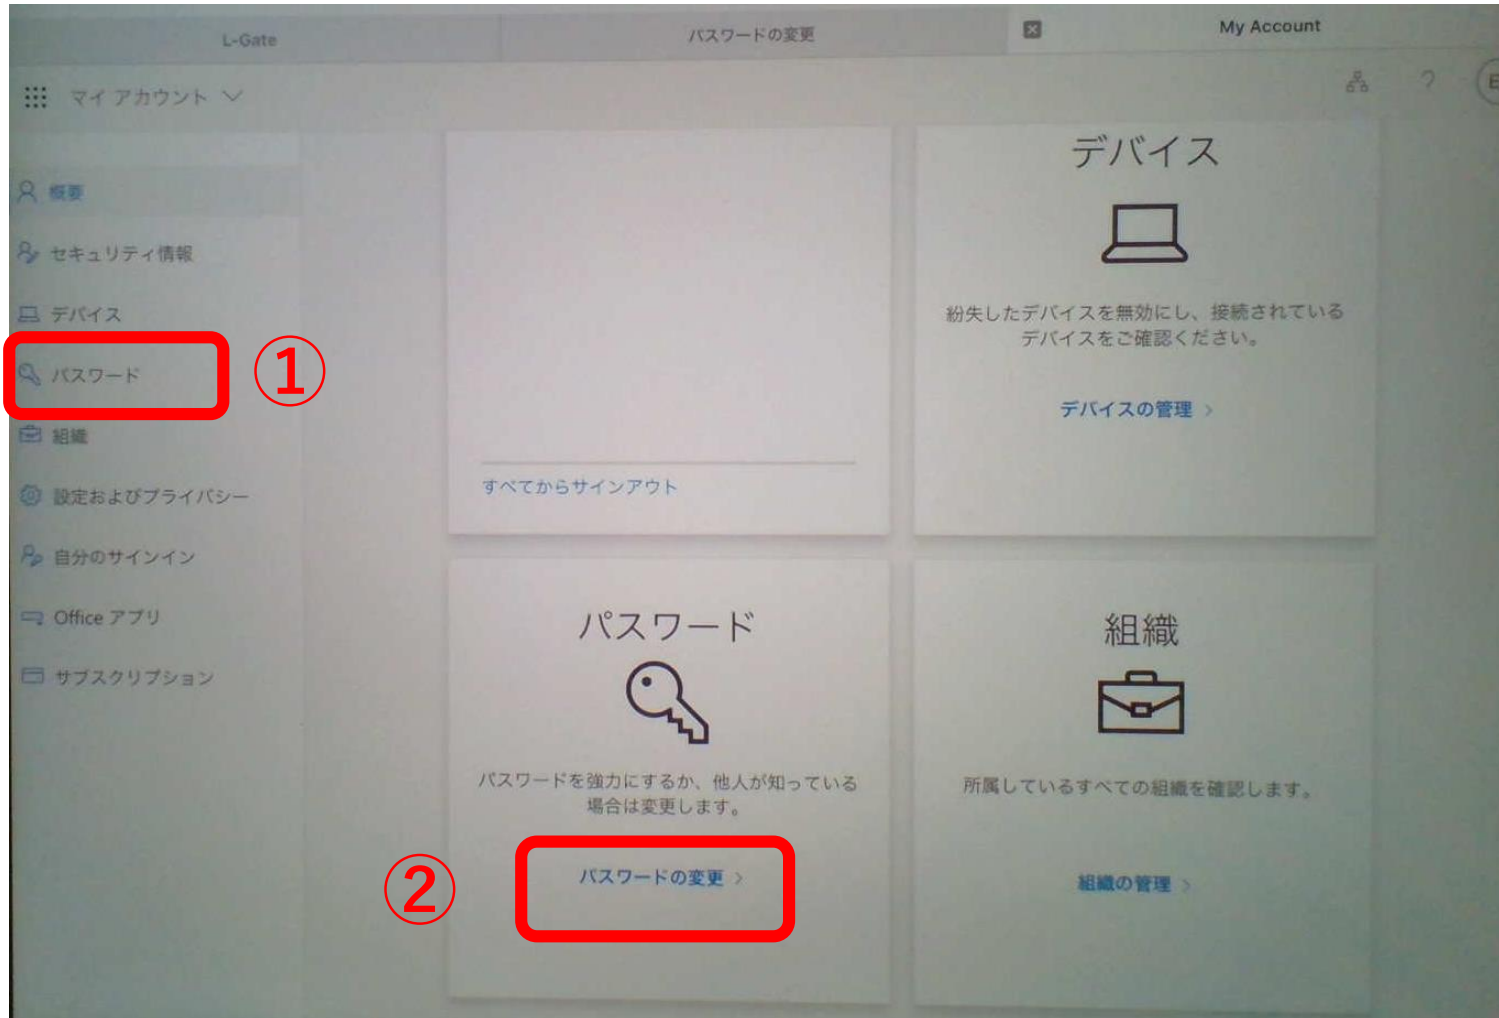 L-Gate
パスワードの変更
My Account
マイ アカウント
概要
セキュリティ情報
デバイス
パスワード
①
組織
設定およびプライバシー
自分のサインイン
Office アプリ
サブスクリプション
すべてからサインアウト
デバイス
紛失したデバイスを無効にし、接続されている
デバイスをご確認ください。
デバイスの管理 >
パスワード
パスワードを強力にするか、他人が知っている
場合は変更します。
②
パスワードの変更 >
組織
所属しているすべての組織を確認します。
組織の管理 >
?